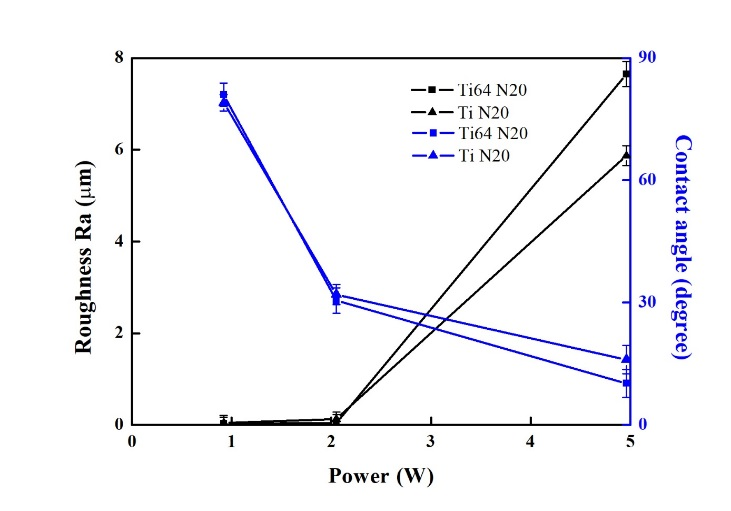 8
6
4
2
0
Roughness Ra (μm)
Ti64 N20
Ti N20
Ti64 N20
Ti N20
90
60
30
0
Contact angle (degree)
0 1 2 3 4 5
Power (W)